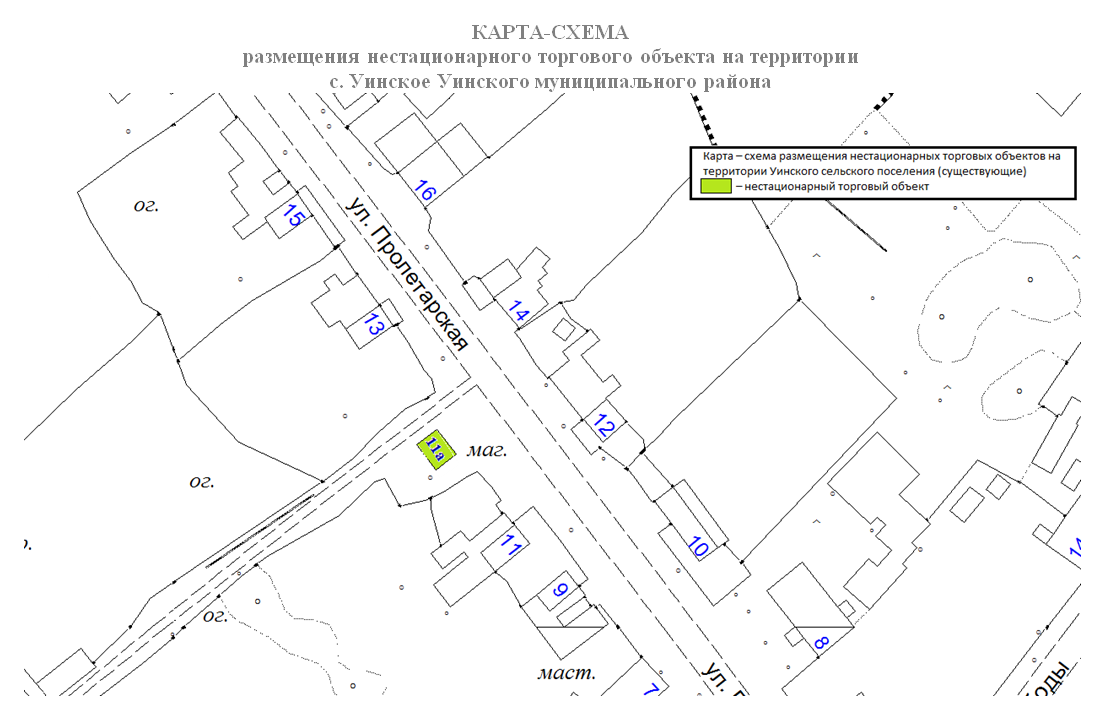 КАРТА-СХЕМА
размещения нестационарного торгового объекта на территории
с. Уинское Уинского муниципального района
Карта – схема размещения нестационарных торговых объектов на
территории Уинского сельского поселения (существующие)
– нестационарный торговый объект
16
ог.
15
ул. Пролетарская
14
13
12
11а
маг.
ог.
10
11
14
9
ог.
8
маст.
ул.
7